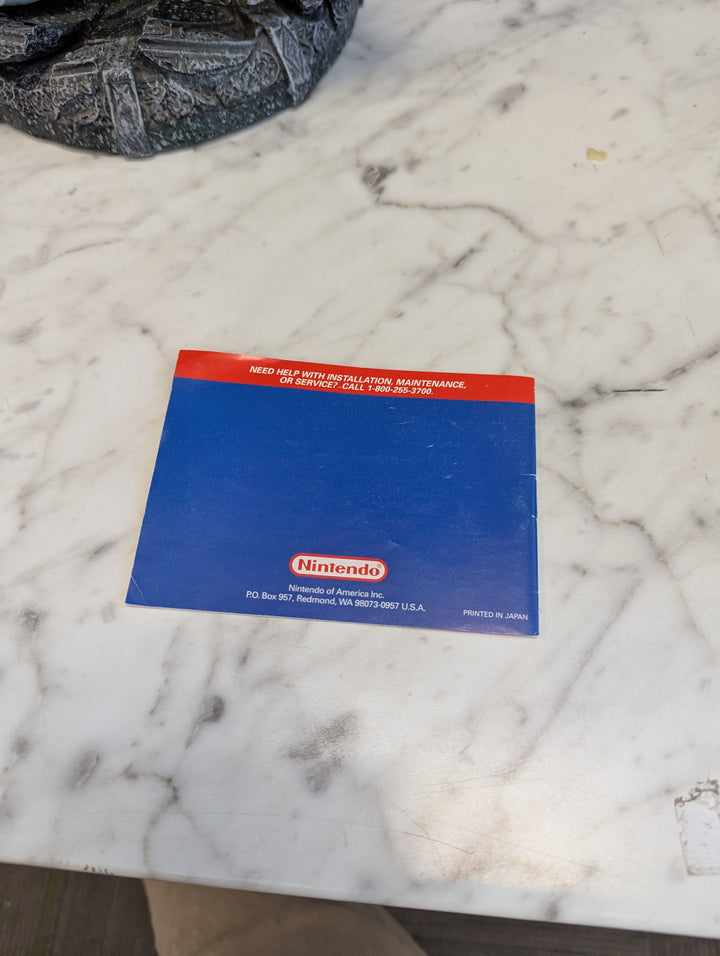 NEED HELP WITH INSTALLATION, MAINTENANCE,
OR SERVICE? CALL 1-800-255-3700.
Nintendo®
Nintendo of America Inc.
P.O. Box 957, Redmond, WA 98073-0957 U.S.A.
PRINTED IN JAPAN